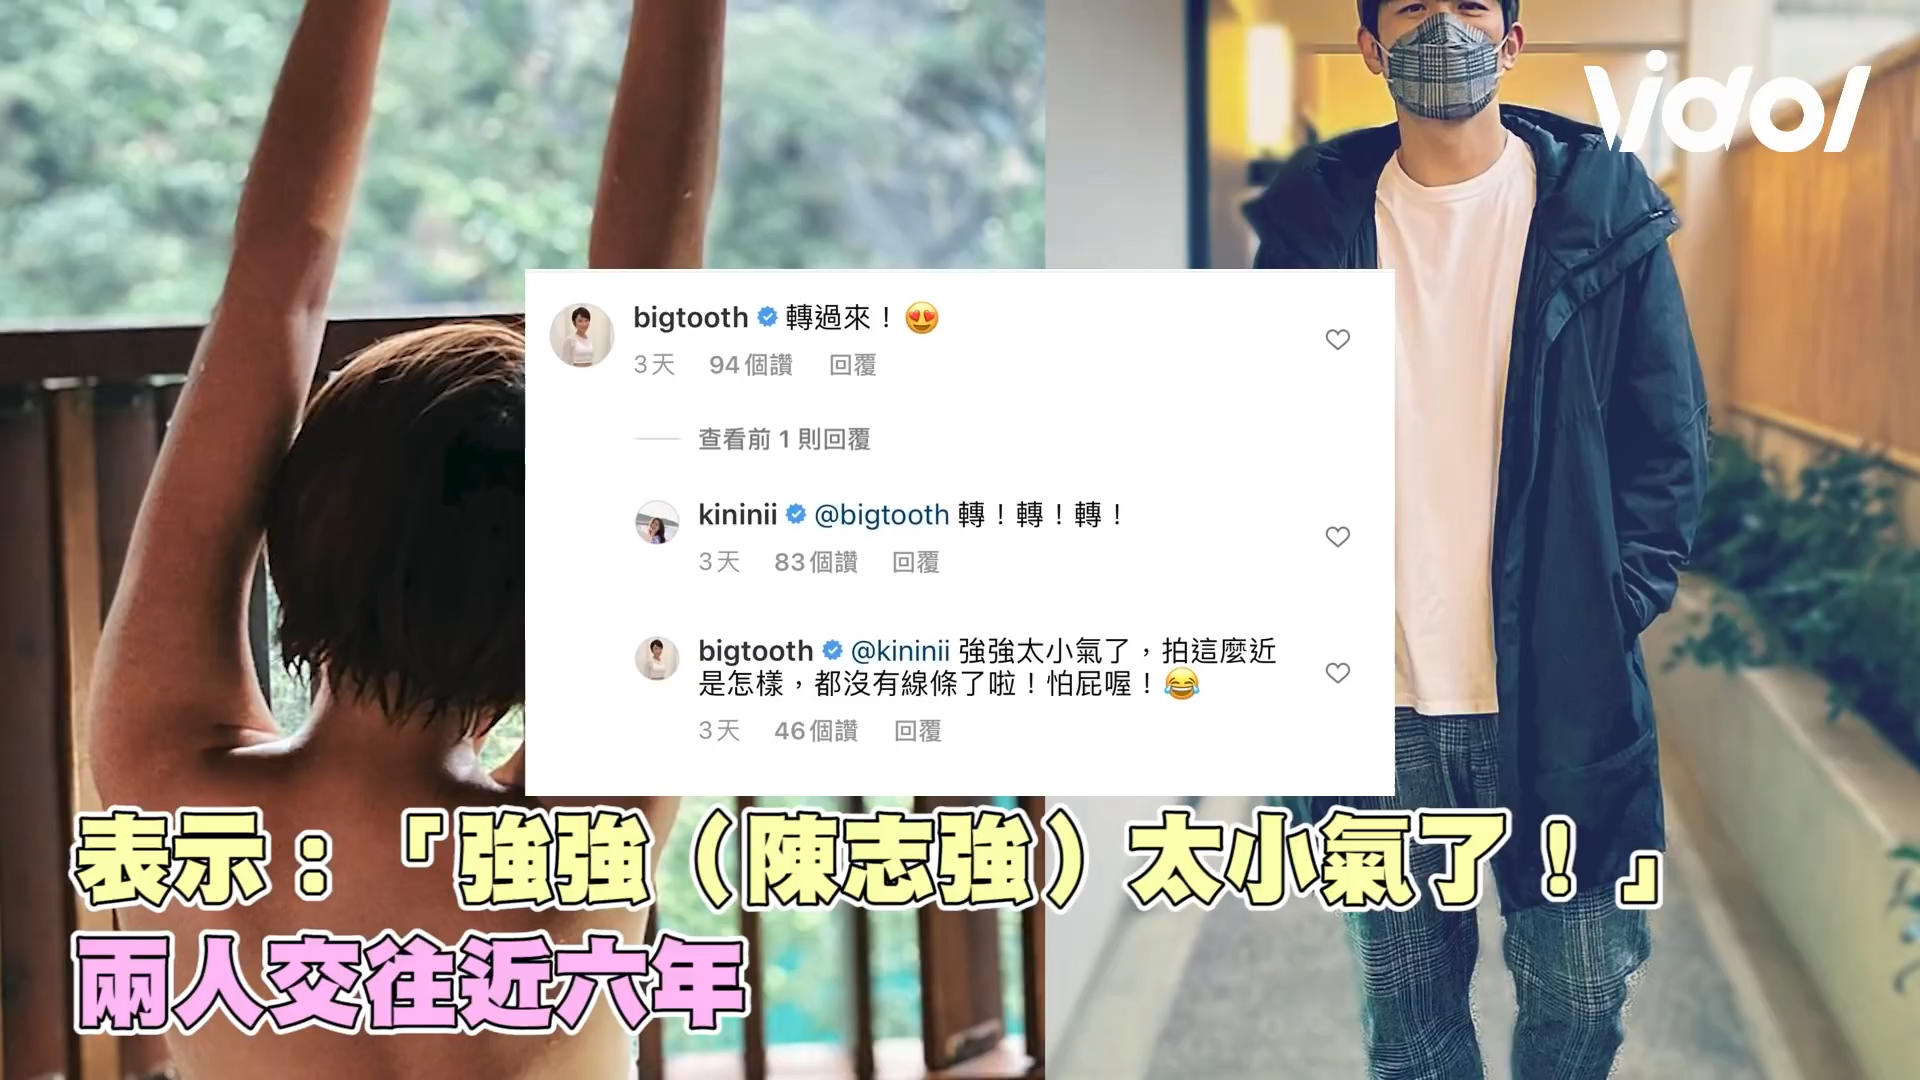 Vidol
bigtooth 轉過來！😍
3天 94個讚 回覆
查看前 1 則回覆
kininii @bigtooth 轉！轉！轉！
3天 83個讚 回覆
bigtooth @kininii 強強太小氣了，拍這麼近
是怎樣，都沒有線條了啦！怕屁喔！😂
3天 46個讚 回覆
表示：「強強（陳志強）太小氣了！」
兩人交往近六年